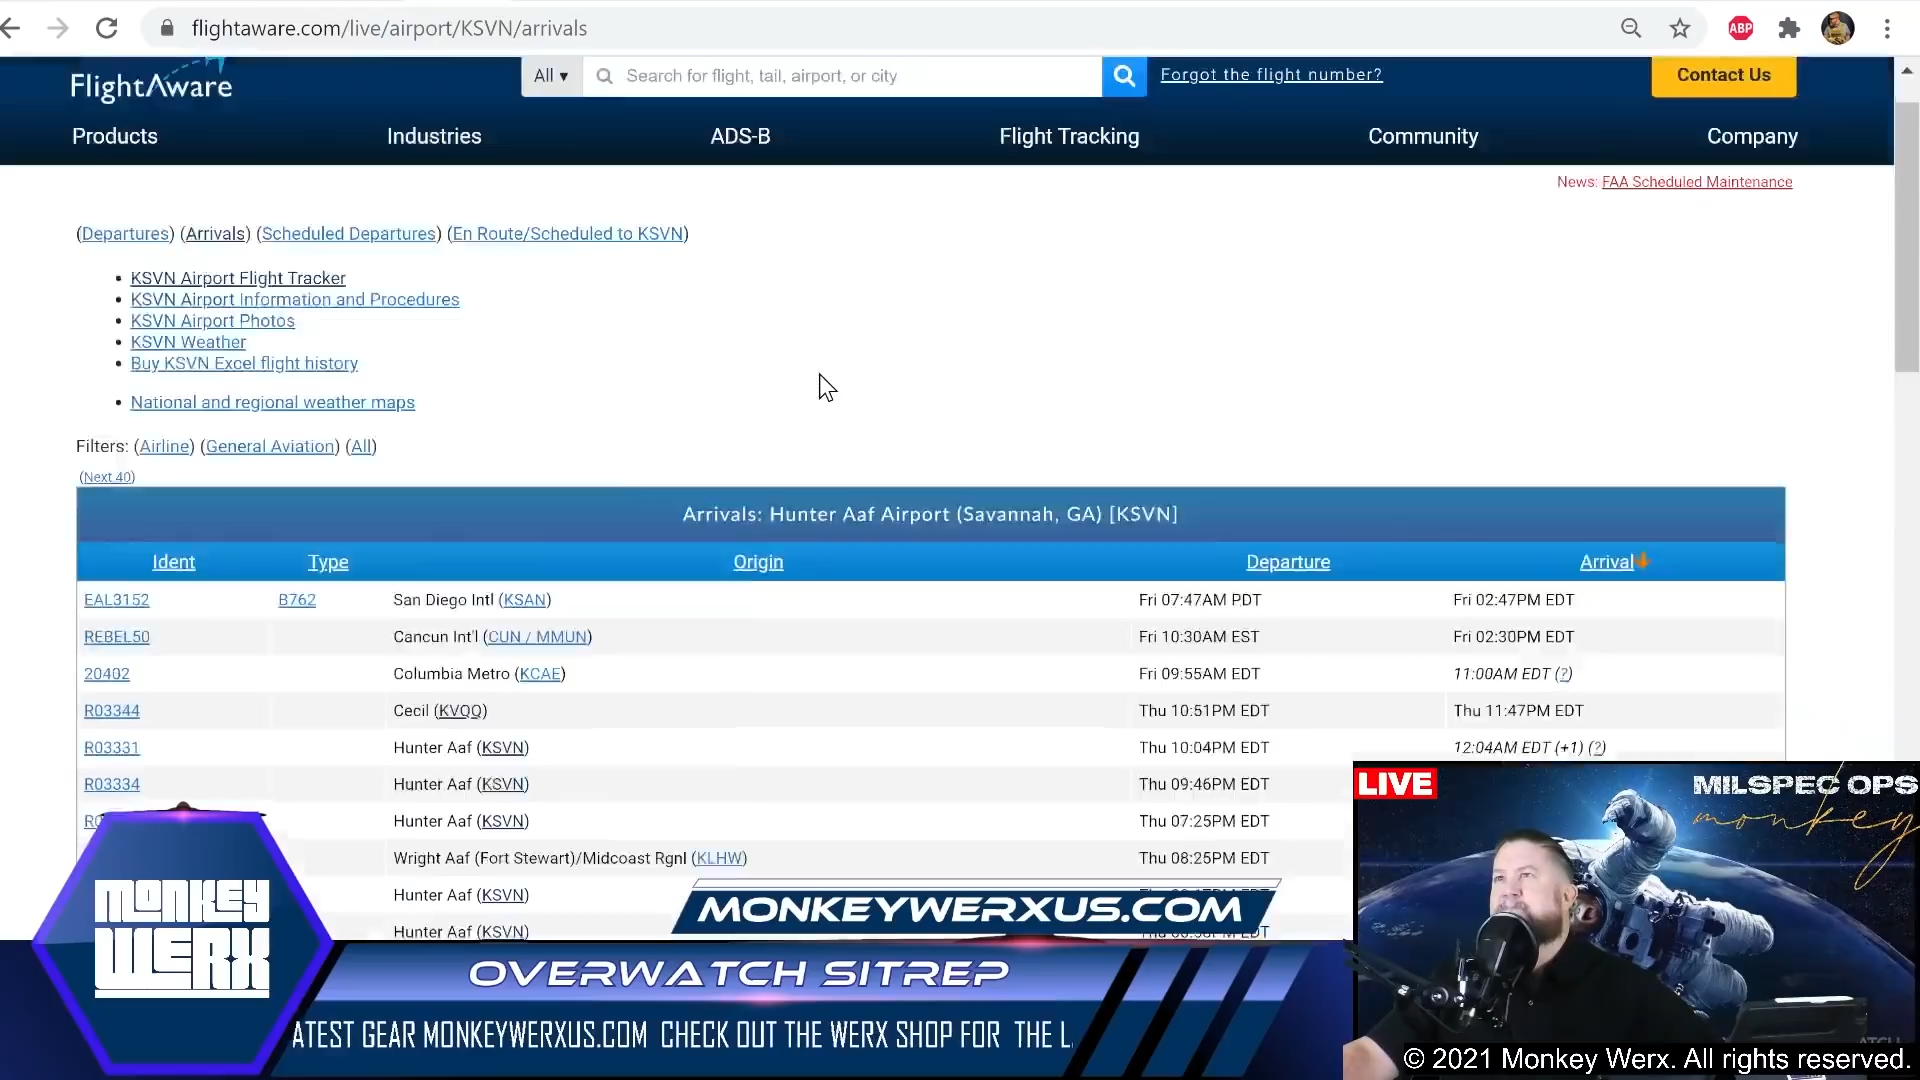 flightaware.com/live/airport/KSVN/arrivals
ABP
FlightAware
All ▾ Search for flight, tail, airport, or city Forgot the flight number? Contact Us
Products Industries ADS-B Flight Tracking Community Company
News: FAA Scheduled Maintenance
(Departures) (Arrivals) (Scheduled Departures) (En Route/Scheduled to KSVN)
• KSVN Airport Flight Tracker
• KSVN Airport Information and Procedures
• KSVN Airport Photos
• KSVN Weather
• Buy KSVN Excel flight history
• National and regional weather maps
Filters: (Airline) (General Aviation) (All)
(Next 40)
Arrivals: Hunter Aaf Airport (Savannah, GA) [KSVN]
Ident Type Origin Departure Arrival
EAL3152 B762 San Diego Intl (KSAN) Fri 07:47AM PDT Fri 02:47PM EDT
REBEL50 Cancun Int'l (CUN / MMUN) Fri 10:30AM EST Fri 02:30PM EDT
20402 Columbia Metro (KCAE) Fri 09:55AM EDT 11:00AM EDT (?)
R03344 Cecil (KVQQ) Thu 10:51PM EDT Thu 11:47PM EDT
R03331 Hunter Aaf (KSVN) Thu 10:04PM EDT 12:04AM EDT (+1) (?)
R03334 Hunter Aaf (KSVN) Thu 09:46PM EDT
Hunter Aaf (KSVN) Thu 07:25PM EDT
Wright Aaf (Fort Stewart)/Midcoast Rgnl (KLHW) Thu 08:25PM EDT
Hunter Aaf (KSVN)
Hunter Aaf (KSVN)
LIVE
MILSPEC OPS
monkey
MONKEY
WERX
MONKEYWERXUS.COM
OVERWATCH SITREP
ATEST GEAR MONKEYWERXUS.COM CHECK OUT THE WERX SHOP FOR THE L
© 2021 Monkey Werx. All rights reserved.